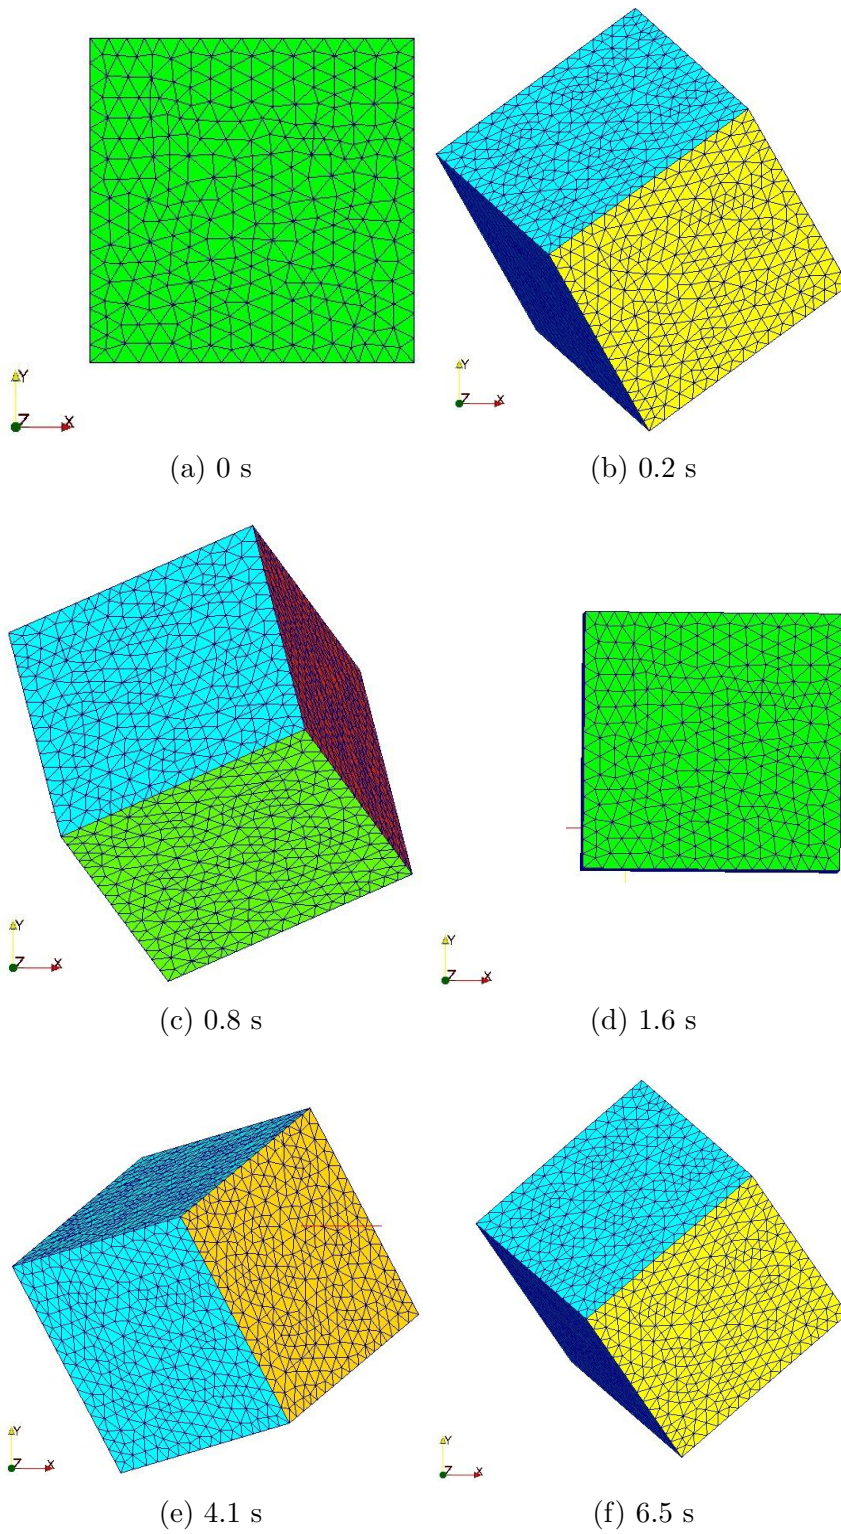 Y
Z X
(a) 0 s
Y
Z X
(b) 0.2 s
Y
Z X
(c) 0.8 s
Y
Z X
(d) 1.6 s
Y
Z X
(e) 4.1 s
Y
Z X
(f) 6.5 s